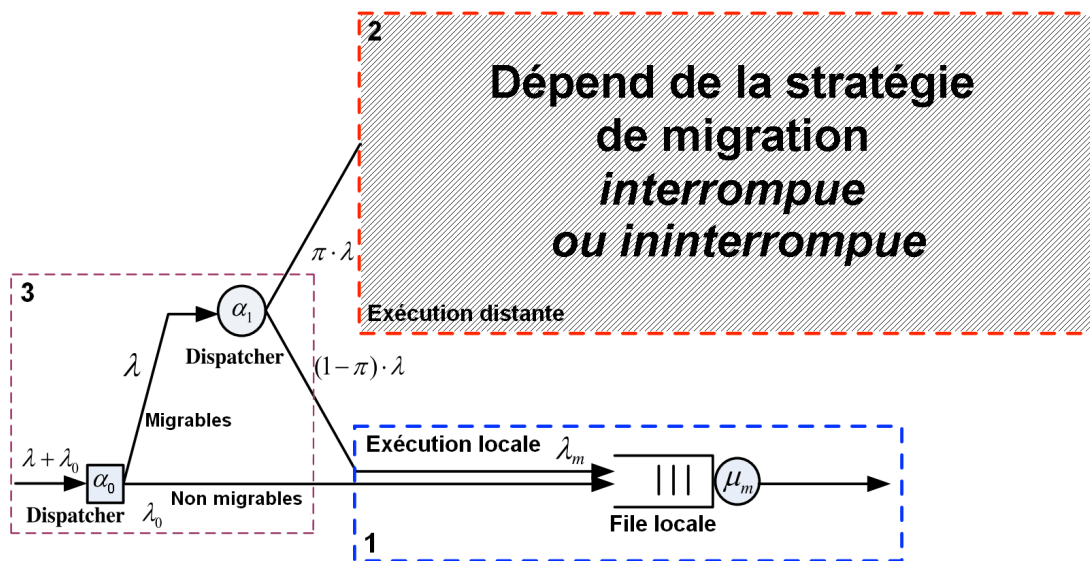 2
Dépend de la stratégie
de migration
interrompue
ou ininterrompue
π · λ
Exécution distante
3
α₁
Dispatcher
(1−π) · λ
λ
Migrables
Exécution locale
λₘ
λ + λ₀
α₀
Non migrables
μₘ
Dispatcher
λ₀
File locale
1